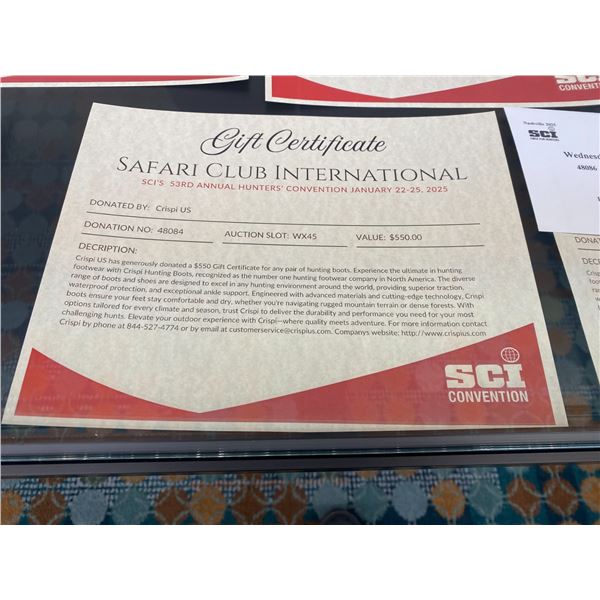 SCI
CONVENTION
Gift Certificate
SAFARI CLUB INTERNATIONAL
SCI'S 53RD ANNUAL HUNTERS' CONVENTION JANUARY 22-25, 2025
DONATED BY: Crispi US
DONATION NO: 48084 AUCTION SLOT: WX45 VALUE: $550.00
DECRIPTION:
Crispi US has generously donated a $550 Gift Certificate for any pair of hunting boots. Experience the ultimate in hunting
footwear with Crispi Hunting Boots, recognized as the number one hunting footwear company in North America. The diverse
range of boots and shoes are designed to excel in any hunting environment around the world, providing superior traction,
waterproof protection, and exceptional ankle support. Engineered with advanced materials and cutting-edge technology, Crispi
boots ensure your feet stay comfortable and dry, whether you're navigating rugged mountain terrain or dense forests. With
options tailored for every climate and season, trust Crispi to deliver the durability and performance you need for your most
challenging hunts. Elevate your outdoor experience with Crispi—where quality meets adventure. For more information contact
Crispi by phone at 844-527-4774 or by email at customerservice@crispius.com. Companys website: http://www.crispius.com
SCI
CONVENTION
Nashville 2025
SCI
Wednesd
48086
DONATI
DECRI